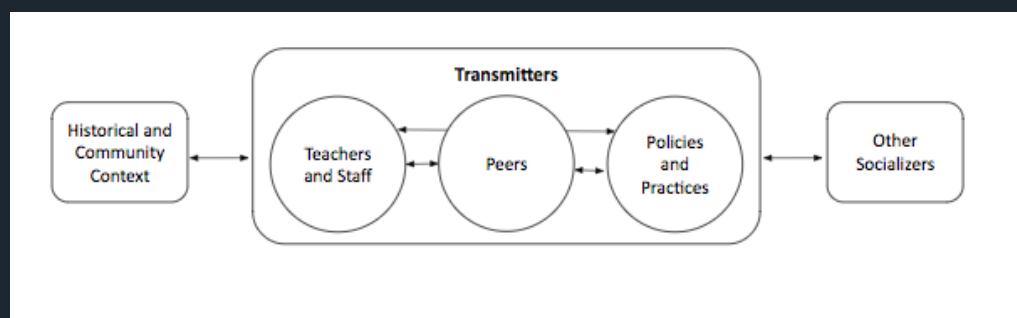 Transmitters
Historical and
Community
Context
Teachers
and Staff
Peers
Policies
and
Practices
Other
Socializers